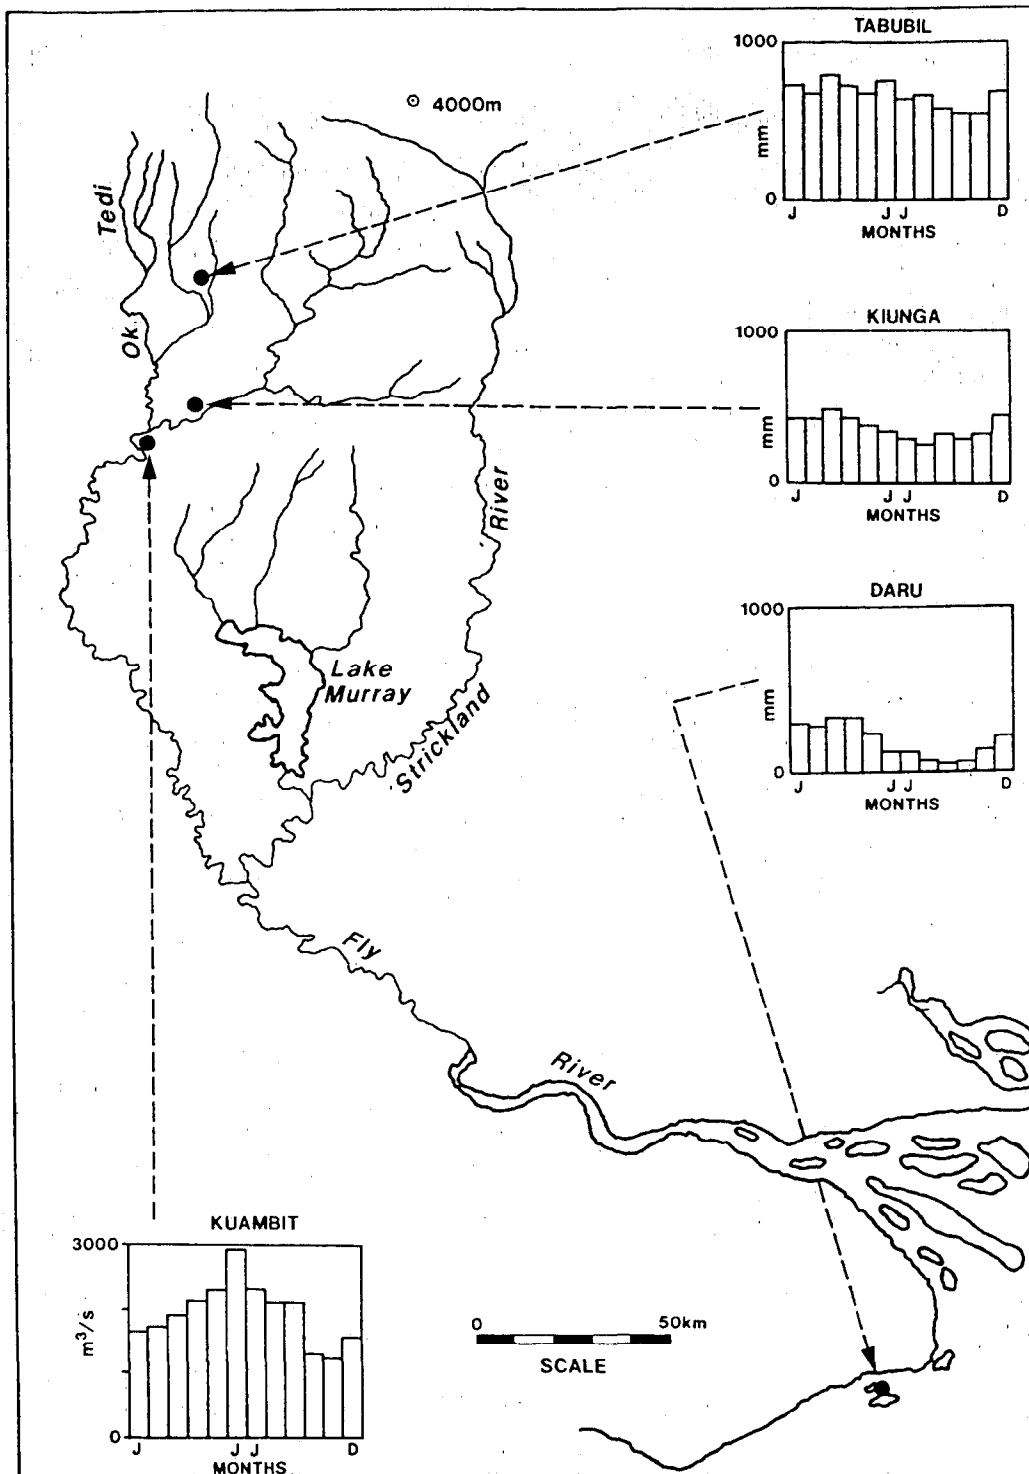 TABUBIL
1000
mm
0
J
J J
D
MONTHS
4000m
Tedi
Ok.
KIUNGA
1000
mm
0
J
J J
D
MONTHS
River
DARU
1000
mm
0
J
J J
D
MONTHS
Lake
Murray
Strickland
Fly
River
KUAMBIT
3000
m³/s
0
J
J J
D
MONTHS
0
50km
SCALE